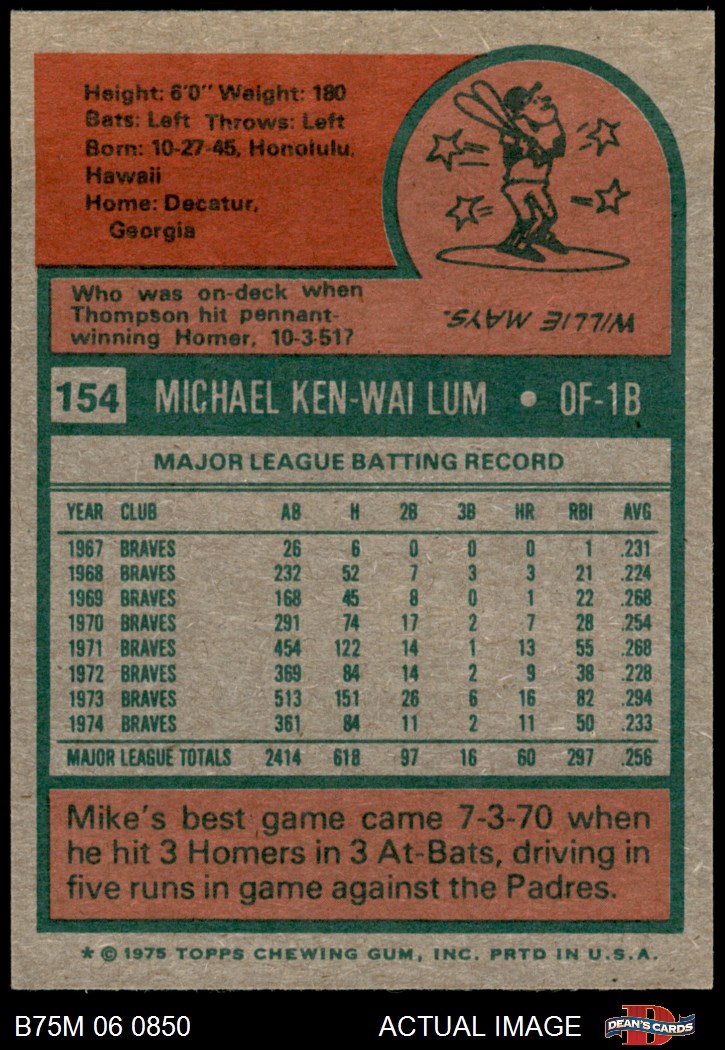 Height: 6'0" Weight: 180
Bats: Left Throws: Left
Born: 10-27-45, Honolulu,
Hawaii
Home: Decatur,
Georgia
Who was on-deck when
Thompson hit pennant-
winning Homer, 10-3-51?
WILLIE MAYS.
154 MICHAEL KEN-WAI LUM • OF-1B
MAJOR LEAGUE BATTING RECORD
YEAR CLUB AB H 2B 3B HR RBI AVG
1967 BRAVES 26 6 0 0 0 1 .231
1968 BRAVES 232 52 7 3 3 21 .224
1969 BRAVES 168 45 8 0 1 22 .268
1970 BRAVES 291 74 17 2 7 28 .254
1971 BRAVES 454 122 14 1 13 55 .268
1972 BRAVES 369 84 14 2 9 38 .228
1973 BRAVES 513 151 26 6 16 82 .294
1974 BRAVES 361 84 11 2 11 50 .233
MAJOR LEAGUE TOTALS 2414 618 97 16 60 297 .256
Mike's best game came 7-3-70 when
he hit 3 Homers in 3 At-Bats, driving in
five runs in game against the Padres.
* © 1975 TOPPS CHEWING GUM, INC. PRTD IN U.S.A.
B75M 06 0850 ACTUAL IMAGE
D
DEAN'S CARDS